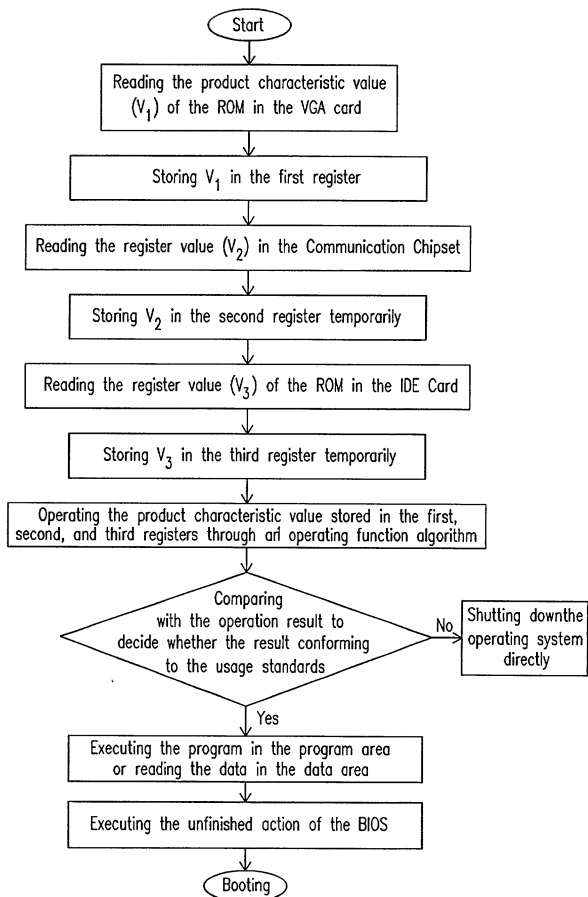 Start
Reading the product characteristic value
(V1) of the ROM in the VGA card
Storing V1 in the first register
Reading the register value (V2) in the Communication Chipset
Storing V2 in the second register temporarily
Reading the register value (V3) of the ROM in the IDE Card
Storing V3 in the third register temporarily
Operating the product characteristic value stored in the first,
second, and third registers through an operating function algorithm
Comparing
with the operation result to
decide whether the result conforming
to the usage standards
No
Shutting downthe
operating system
directly
Yes
Executing the program in the program area
or reading the data in the data area
Executing the unfinished action of the BIOS
Booting